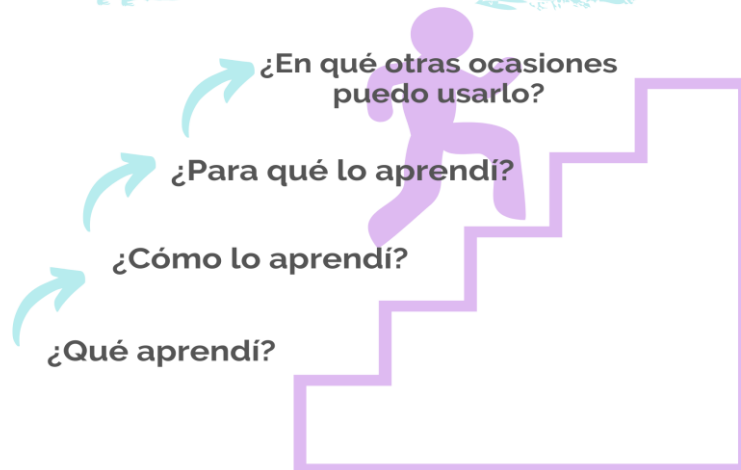 ¿En qué otras ocasiones
puedo usarlo?
¿Para qué lo aprendí?
¿Cómo lo aprendí?
¿Qué aprendí?